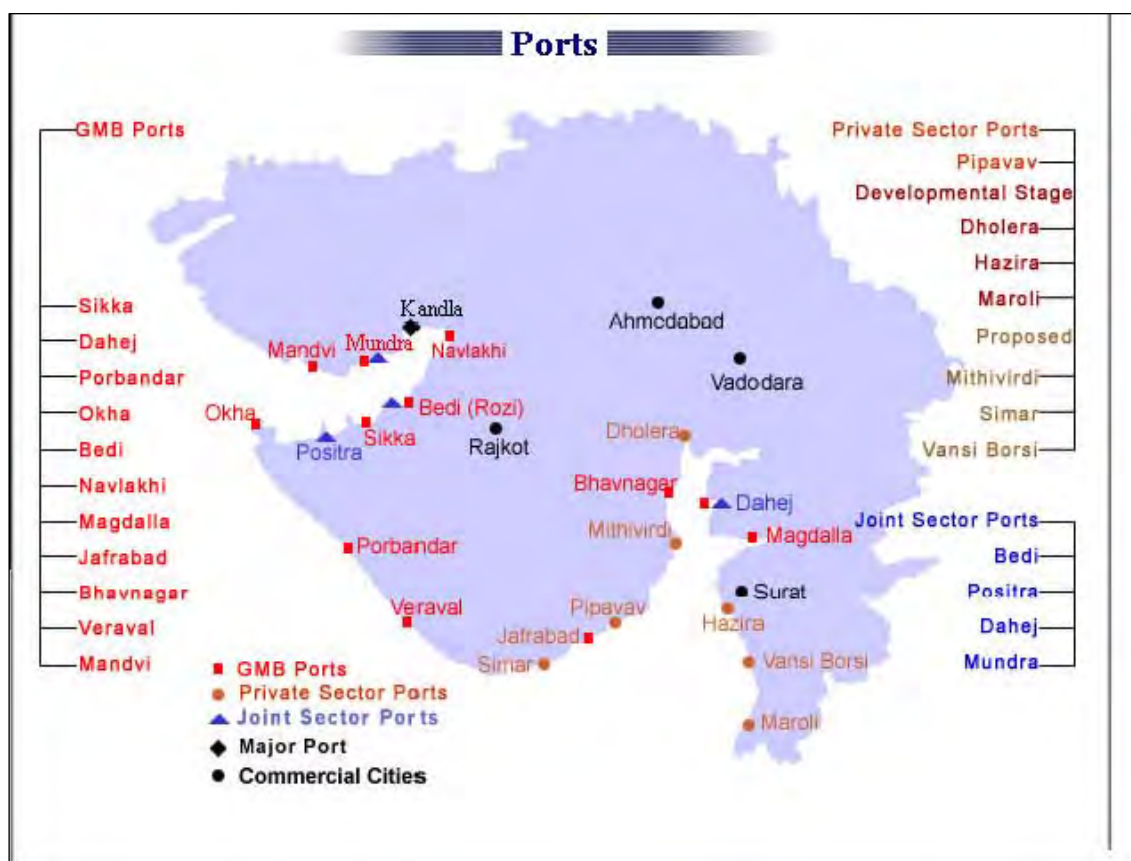 Ports
GMB Ports
Sikka
Dahej
Porbandar
Okha
Bedi
Navlakhi
Magdalla
Jafrabad
Bhavnagar
Veraval
Mandvi
Private Sector Ports
Pipavav
Developmental Stage
Dholera
Hazira
Maroli
Proposed
Mithivirdi
Simar
Vansi Borsi
Joint Sector Ports
Bedi
Positra
Dahej
Mundra
Kandla
Mundra
Mandvi
Navlakhi
Ahmedabad
Vadodara
Okha
Bedi (Rozi)
Sikka
Positra
Rajkot
Dholera
Bhavnagar
Dahej
Mithivirdi
Magdalla
Porbandar
Surat
Veraval
Pipavav
Hazira
Jafrabad
Simar
Vansi Borsi
Maroli
GMB Ports
Private Sector Ports
Joint Sector Ports
Major Port
Commercial Cities